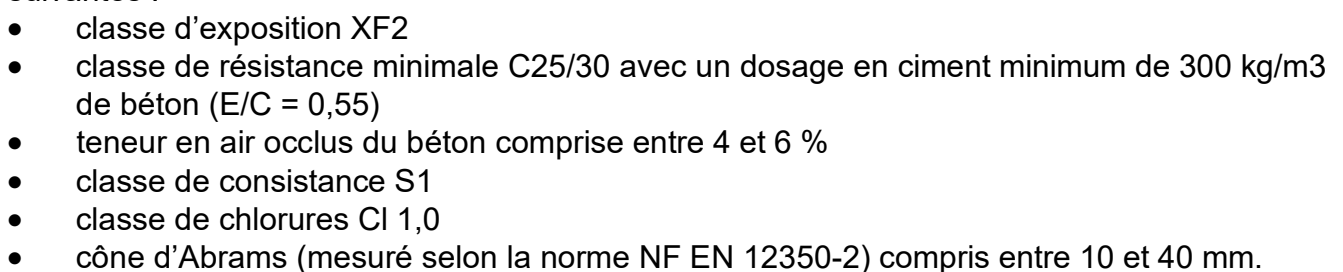 • classe d’exposition XF2
• classe de résistance minimale C25/30 avec un dosage en ciment minimum de 300 kg/m3
de béton (E/C = 0,55)
• teneur en air occlus du béton comprise entre 4 et 6 %
• classe de consistance S1
• classe de chlorures Cl 1,0
• cône d’Abrams (mesuré selon la norme NF EN 12350-2) compris entre 10 et 40 mm.